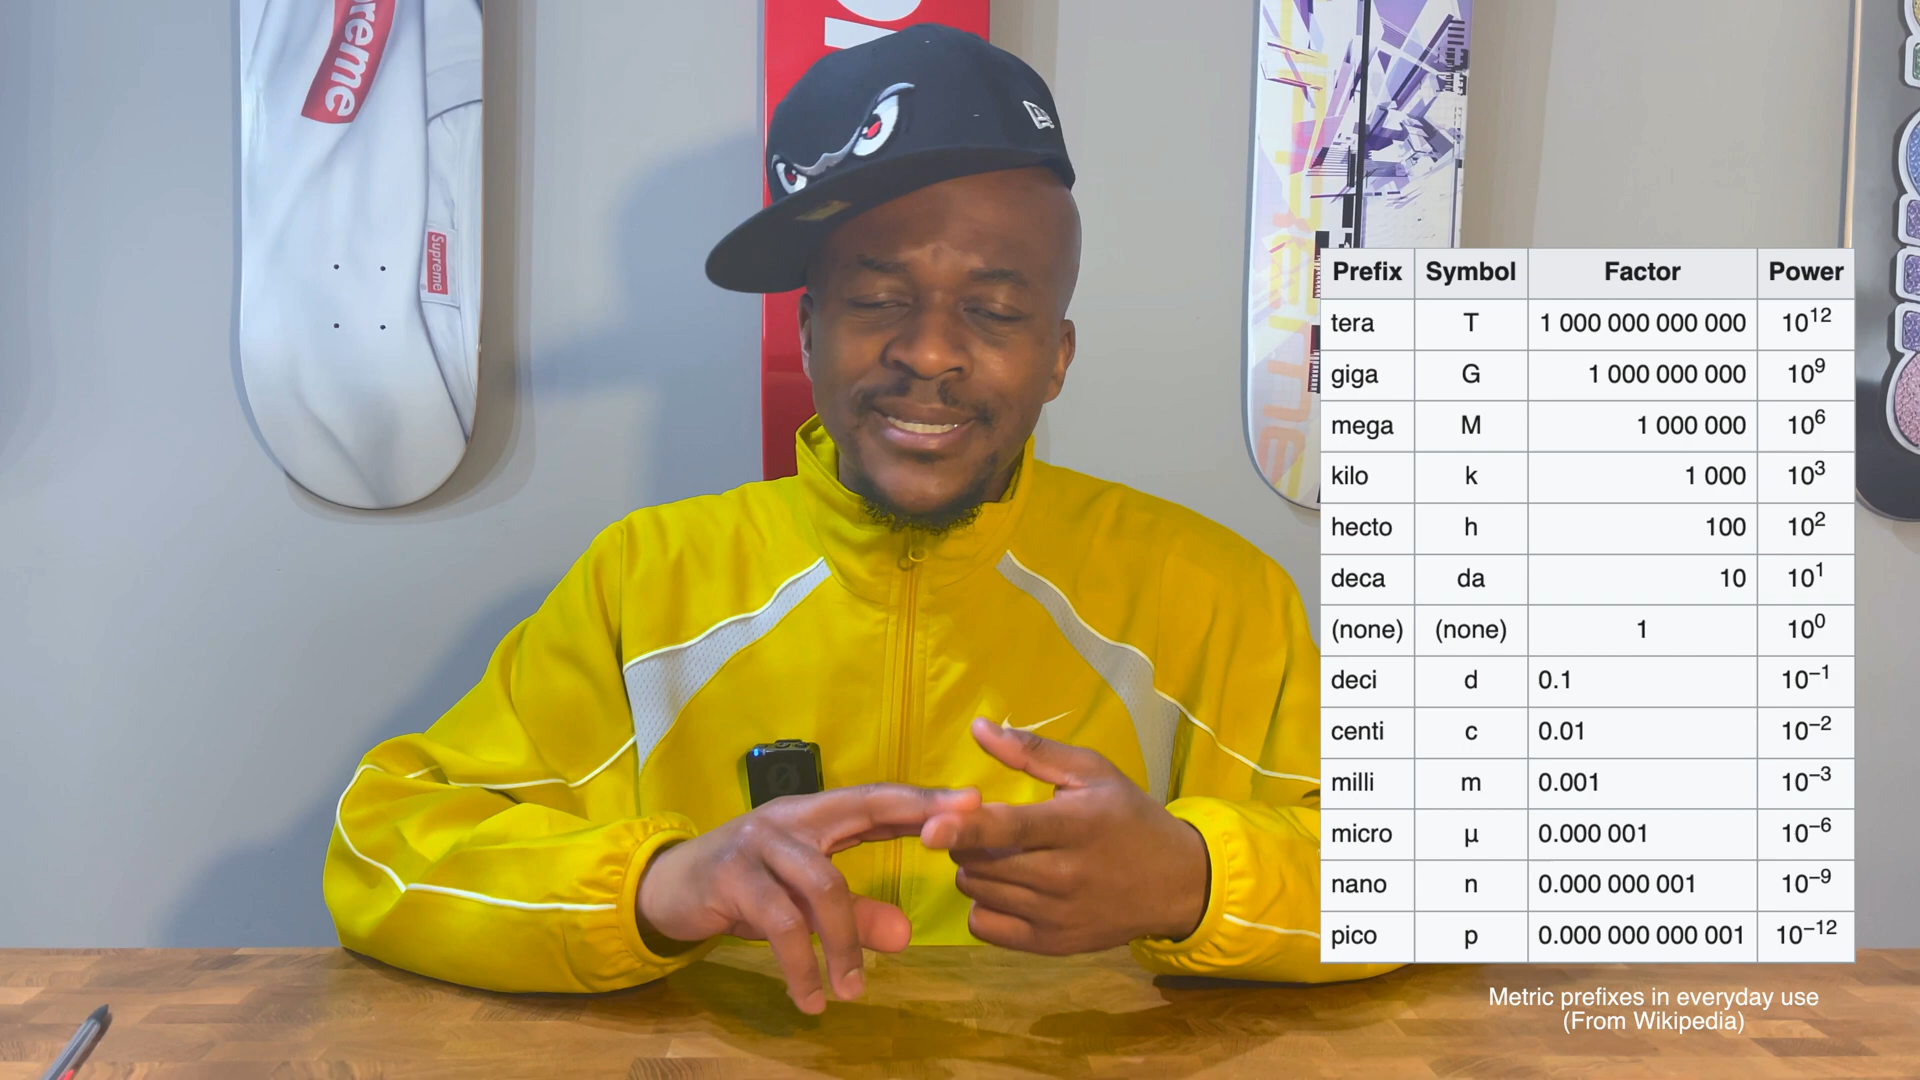 preme
Supreme
Prefix Symbol Factor Power
tera T 1 000 000 000 000 10¹²
giga G 1 000 000 000 10⁹
mega M 1 000 000 10⁶
kilo k 1 000 10³
hecto h 100 10²
deca da 10 10¹
(none) (none) 1 10⁰
deci d 0.1 10⁻¹
centi c 0.01 10⁻²
milli m 0.001 10⁻³
micro μ 0.000 001 10⁻⁶
nano n 0.000 000 001 10⁻⁹
pico p 0.000 000 000 001 10⁻¹²
Metric prefixes in everyday use
(From Wikipedia)